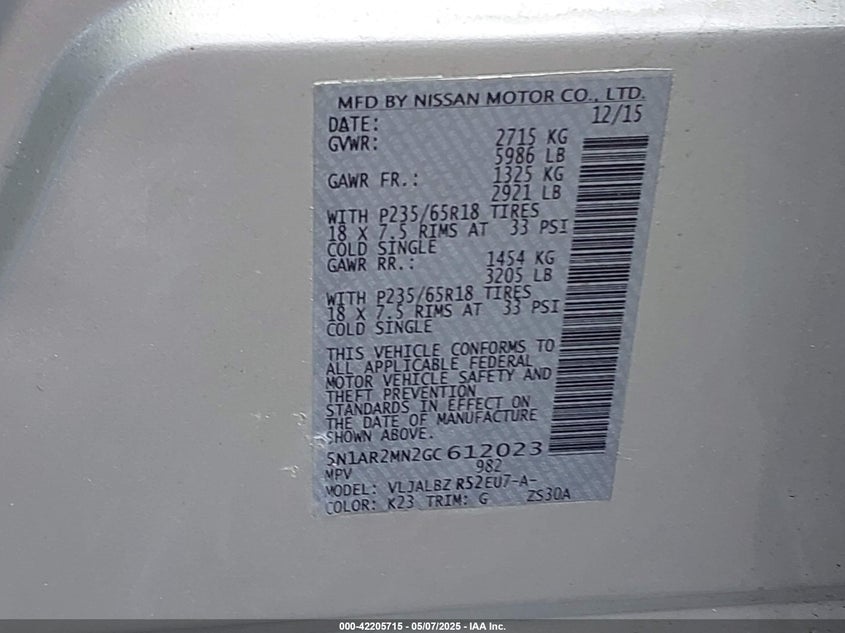 MFD BY NISSAN MOTOR CO., LTD.
DATE: 12/15
GVWR: 2715 KG
5986 LB
GAWR FR.: 1325 KG
2921 LB
WITH P235/65R18 TIRES
18 X 7.5 RIMS AT 33 PSI
COLD SINGLE
GAWR RR.: 1454 KG
3205 LB
WITH P235/65R18 TIRES
18 X 7.5 RIMS AT 33 PSI
COLD SINGLE
THIS VEHICLE CONFORMS TO
ALL APPLICABLE FEDERAL
MOTOR VEHICLE SAFETY AND
THEFT PREVENTION
STANDARDS IN EFFECT ON
THE DATE OF MANUFACTURE
SHOWN ABOVE.
5N1AR2MN2GC612023
MPV 982
MODEL: VLJALBZ R52EU7-A-
COLOR: K23 TRIM: G ZS30A
000-42205715 - 05/07/2025 - IAA Inc.